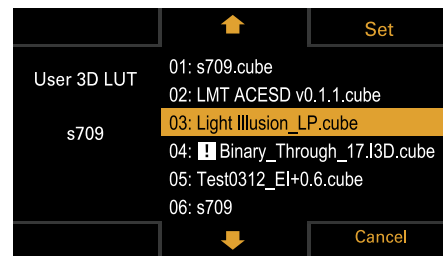 Set
User 3D LUT
s709
01: s709.cube
02: LMT ACESD v0.1.1.cube
03: Light Illusion_LP.cube
04: ! Binary_Through_17.l3D.cube
05: Test0312_EI+0.6.cube
06: s709
Cancel